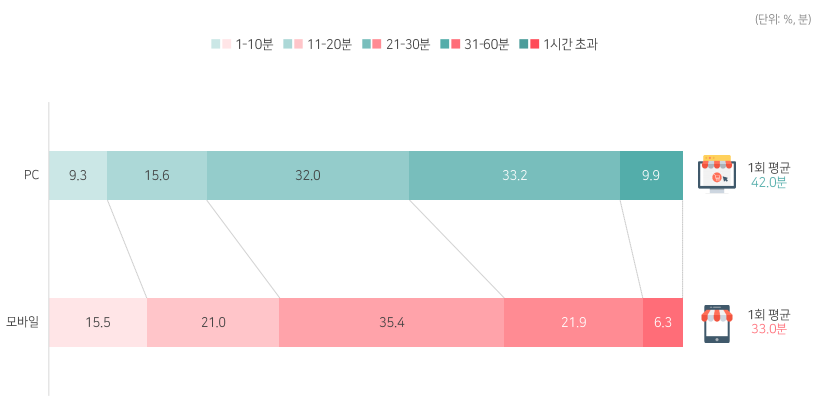 (단위: %, 분)
1-10분 11-20분 21-30분 31-60분 1시간 초과
PC 9.3 15.6 32.0 33.2 9.9
1회 평균
42.0분
모바일 15.5 21.0 35.4 21.9 6.3
1회 평균
33.0분